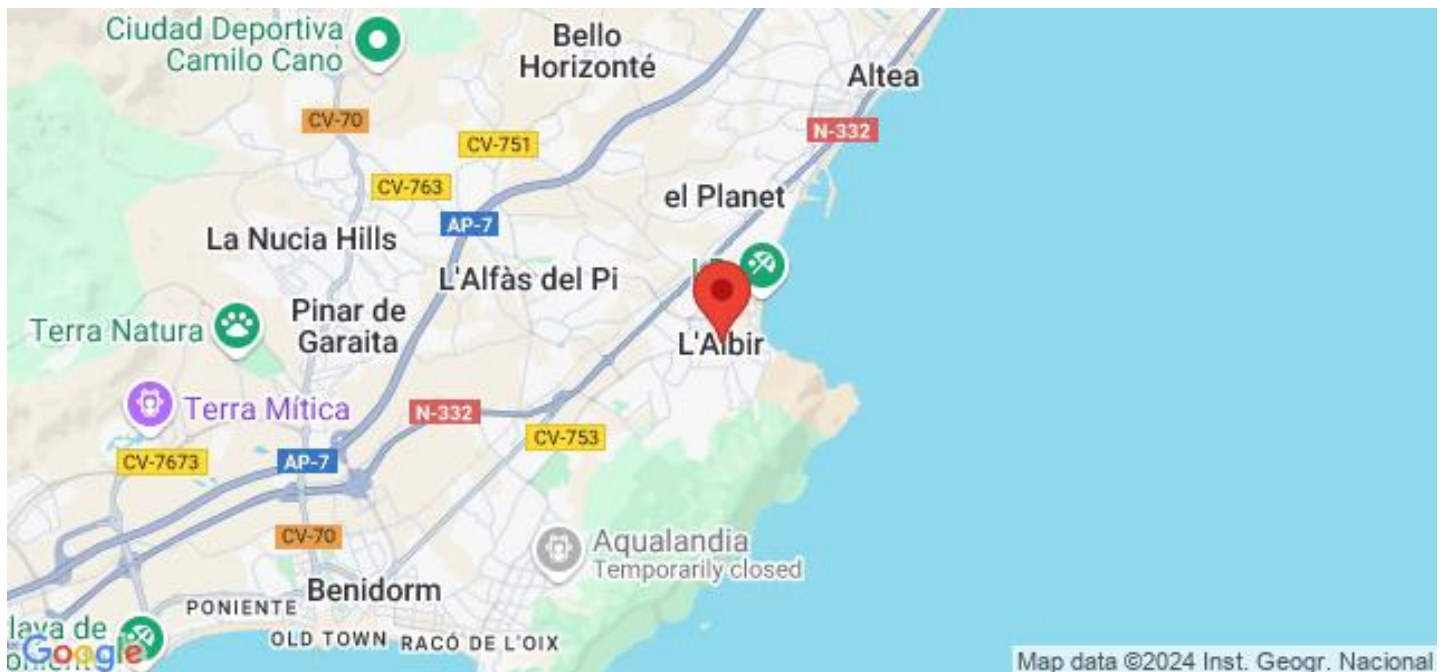 Ciudad Deportiva
Camilo Cano
Bello
Horizonté
Altea
CV-70
N-332
CV-751
CV-763
el Planet
AP-7
La Nucia Hills
L'Alfàs del Pi
Pinar de
Garaita
Terra Natura
L'Albir
Terra Mítica
N-332
CV-753
CV-7673
AP-7
CV-70
Aqualandia
Temporarily closed
Benidorm
PONIENTE
OLD TOWN
RACÓ DE L'OIX
laya de
Google
Map data ©2024 Inst. Geogr. Nacional